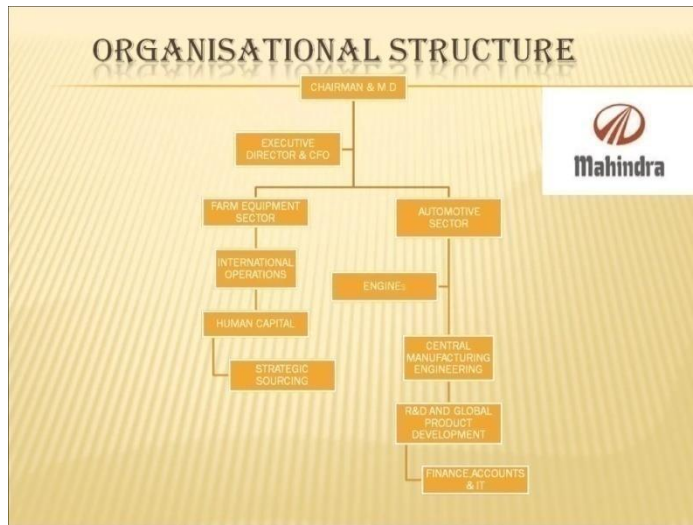 ORGANISATIONAL STRUCTURE
CHAIRMAN & M.D
EXECUTIVE
DIRECTOR & CFO
Mahindra
FARM EQUIPMENT
SECTOR
AUTOMOTIVE
SECTOR
INTERNATIONAL
OPERATIONS
ENGINEs
HUMAN CAPITAL
CENTRAL
MANUFACTURING
ENGINEERING
STRATEGIC
SOURCING
R&D AND GLOBAL
PRODUCT
DEVELOPMENT
FINANCE,ACCOUNTS
& IT